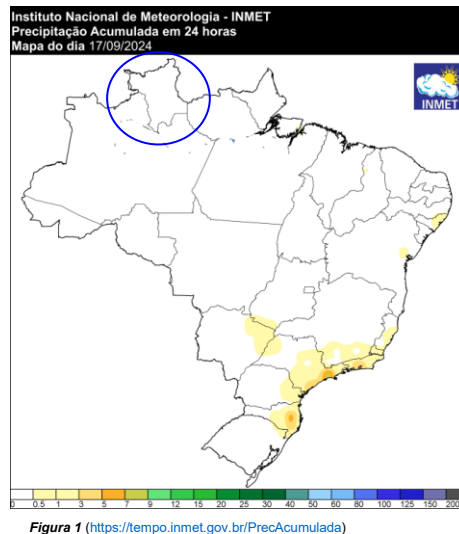 Instituto Nacional de Meteorologia - INMET
Precipitação Acumulada em 24 horas
Mapa do dia 17/09/2024
INMET
0 0.5 1 3 5 7 9 12 15 20 25 30 40 50 60 80 100 125 150 200
Figura 1 (https://tempo.inmet.gov.br/PrecAcumulada)